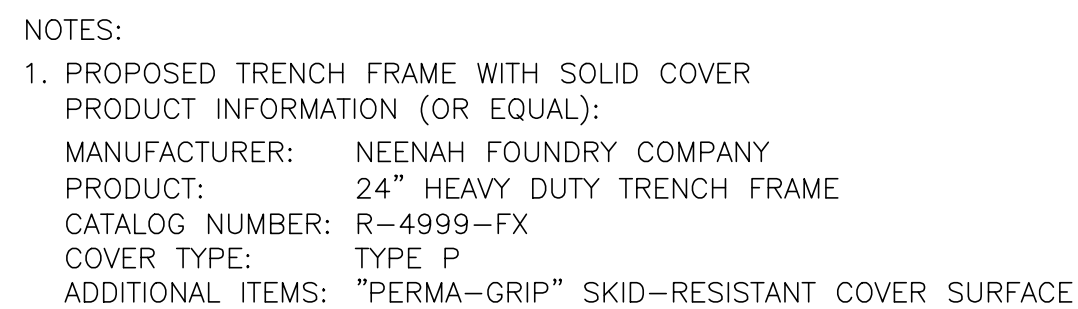 NOTES:
1. PROPOSED TRENCH FRAME WITH SOLID COVER
PRODUCT INFORMATION (OR EQUAL):
MANUFACTURER: NEENAH FOUNDRY COMPANY
PRODUCT: 24” HEAVY DUTY TRENCH FRAME
CATALOG NUMBER: R–4999–FX
COVER TYPE: TYPE P
ADDITIONAL ITEMS: ”PERMA–GRIP” SKID–RESISTANT COVER SURFACE